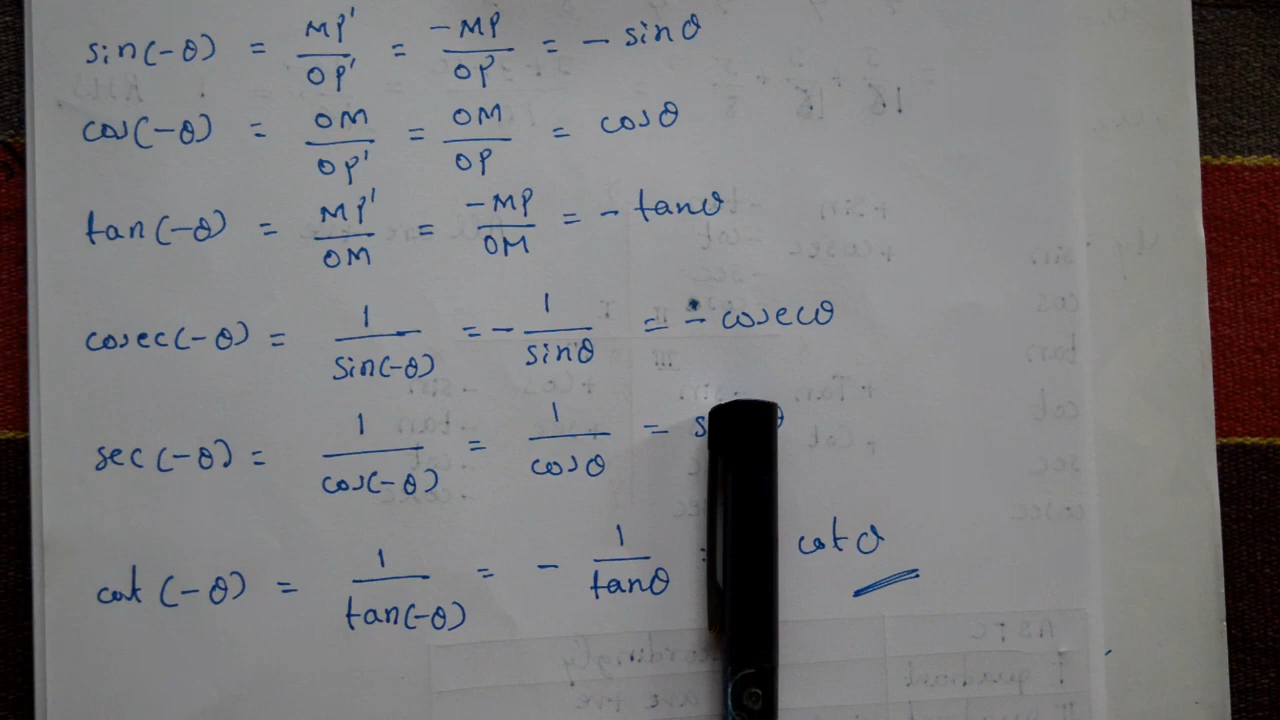 sin(-θ) = MP'/OP' = -MP/OP = - sinθ
cos(-θ) = OM/OP' = OM/OP = cosθ
tan(-θ) = MP'/OM = -MP/OM = - tanθ
cosec(-θ) = 1/sin(-θ) = - 1/sinθ = - cosecθ
sec(-θ) = 1/cos(-θ) = 1/cosθ =
cot(-θ) = 1/tan(-θ) = - 1/tanθ cotθ